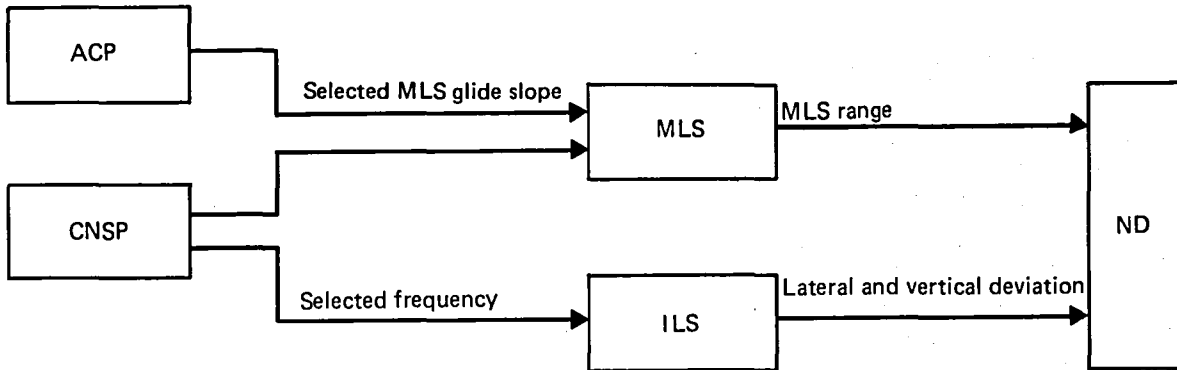 ACP
Selected MLS glide slope
MLS
MLS range
CNSP
ND
Selected frequency
ILS
Lateral and vertical deviation